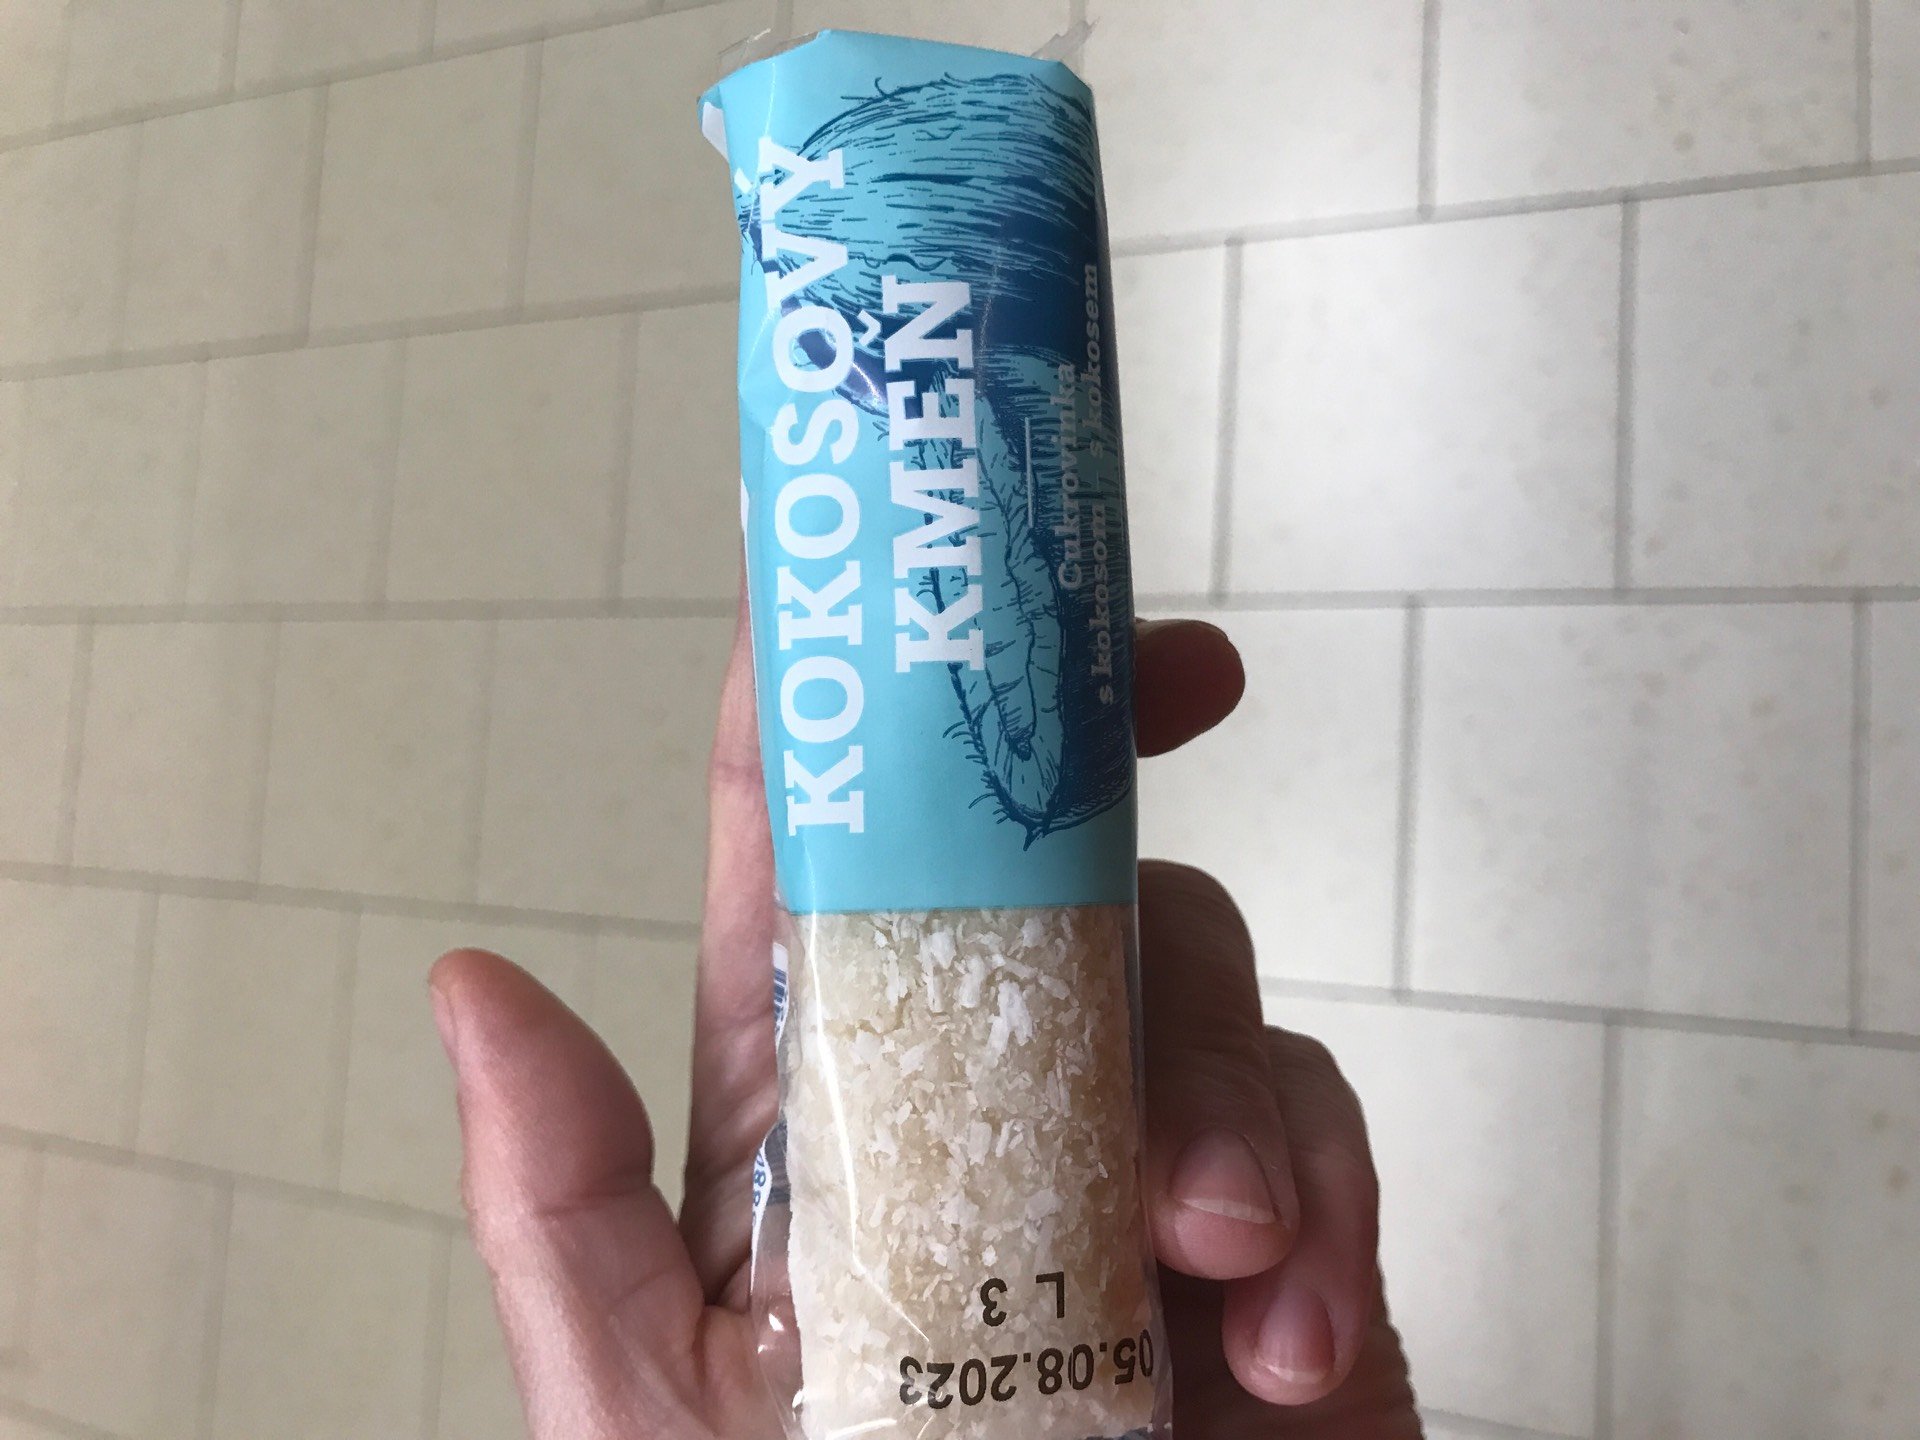 KOKOSOVÝ
KMEŇ
Cukrovinka
s kokosom – s kokosem
L 3
05.08.2023